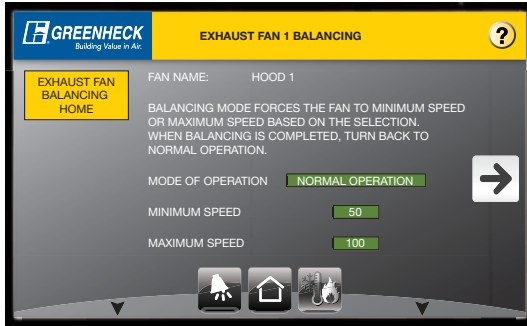 GREENHECK
Building Value in Air.
EXHAUST FAN 1 BALANCING
?
EXHAUST FAN
BALANCING
HOME
FAN NAME: HOOD 1
BALANCING MODE FORCES THE FAN TO MINIMUM SPEED
OR MAXIMUM SPEED BASED ON THE SELECTION.
WHEN BALANCING IS COMPLETED, TURN BACK TO
NORMAL OPERATION.
MODE OF OPERATION NORMAL OPERATION
MINIMUM SPEED 50
MAXIMUM SPEED 100